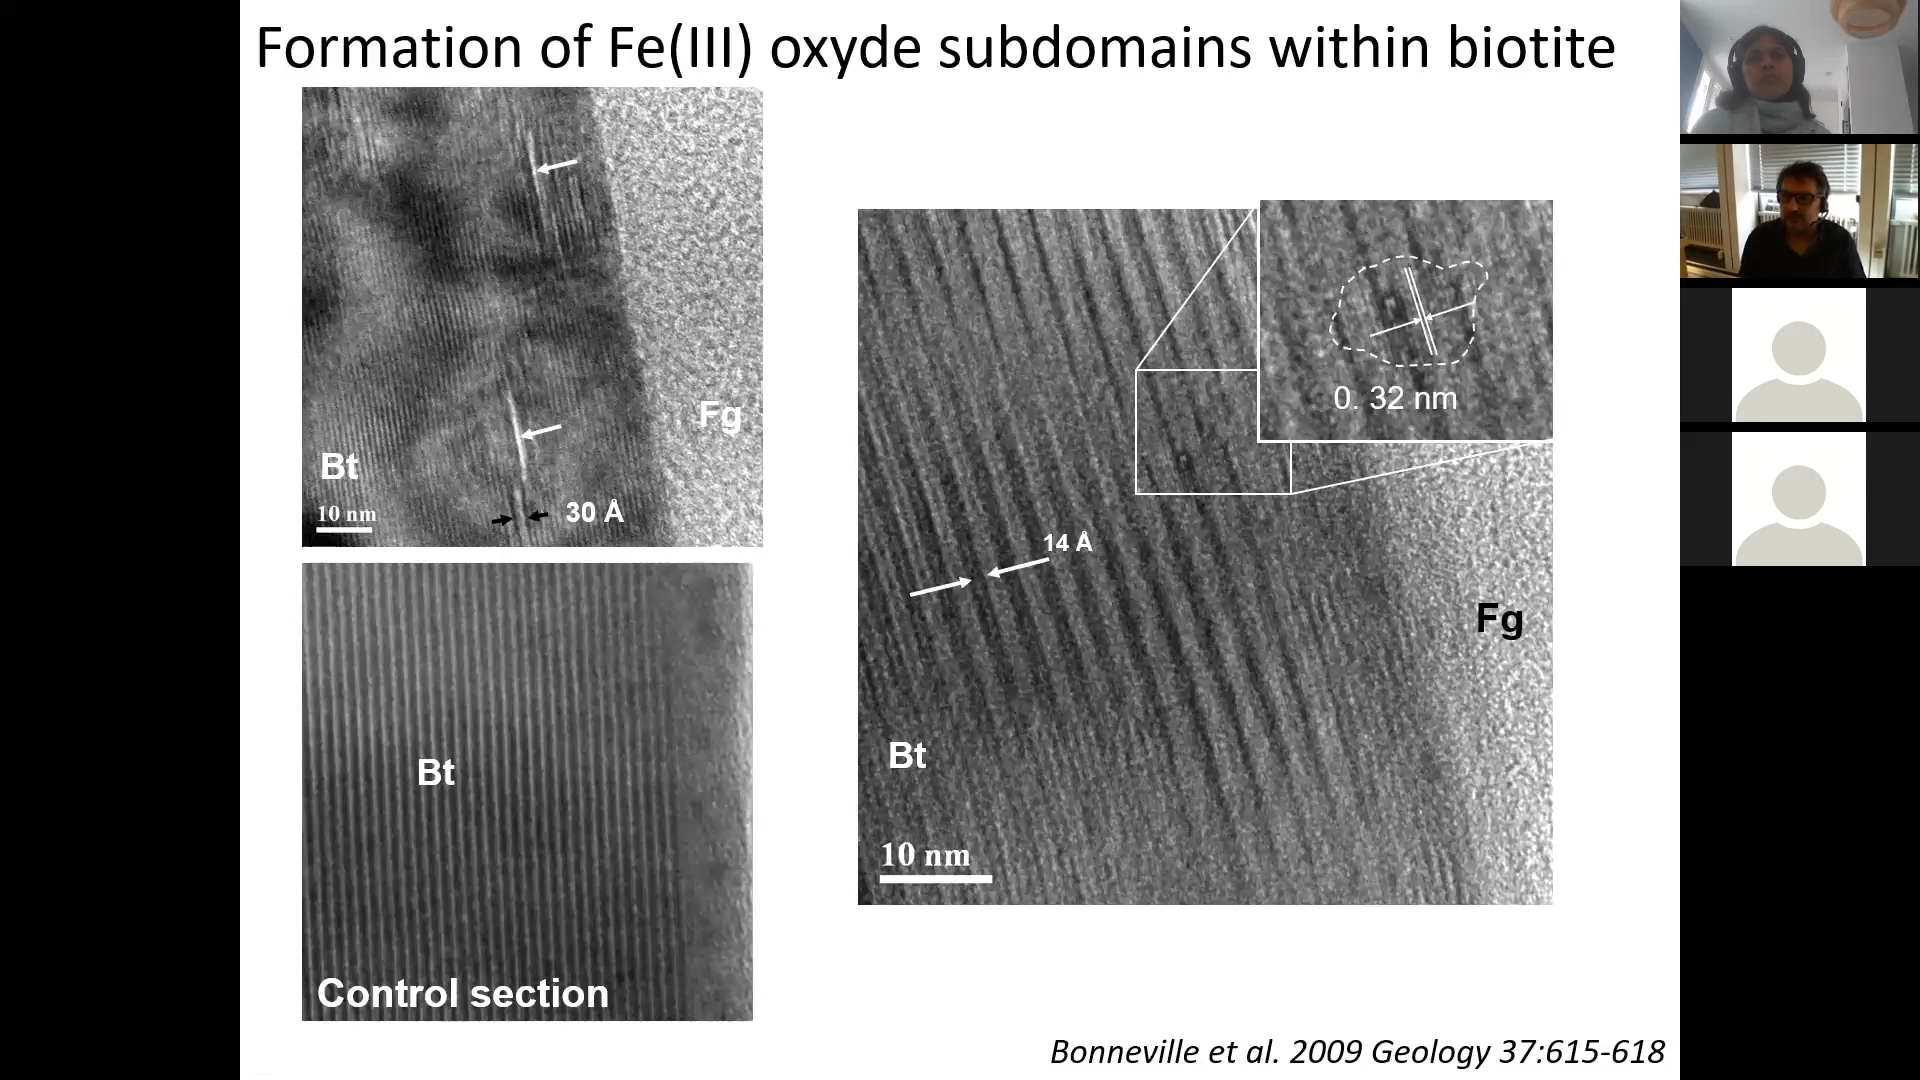 Formation of Fe(III) oxyde subdomains within biotite
Fg
Bt
10 nm
30 Å
Bt
Control section
0. 32 nm
14 Å
Fg
Bt
10 nm
Bonneville et al. 2009 Geology 37:615-618